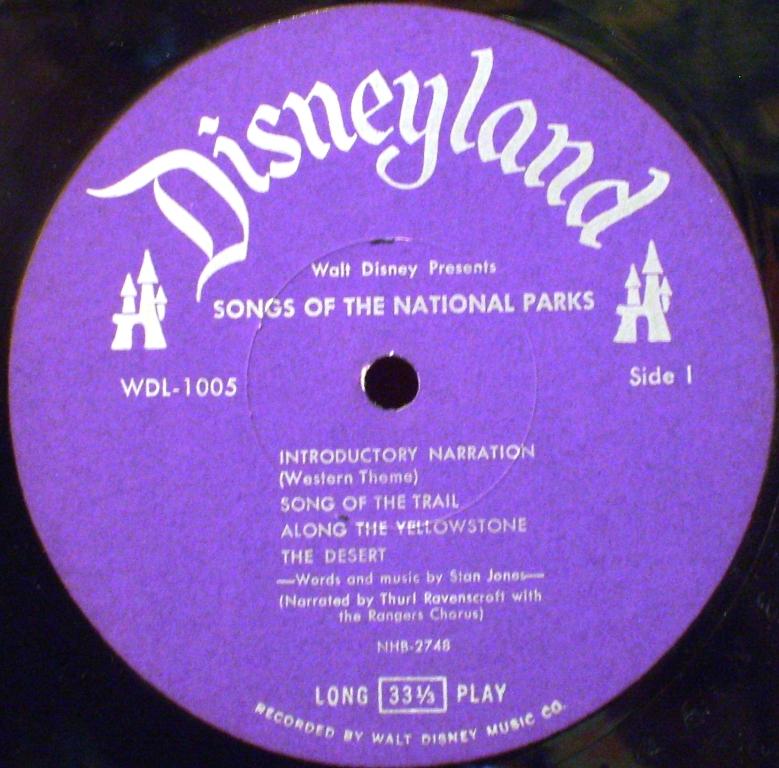 Disneyland
Walt Disney Presents
SONGS OF THE NATIONAL PARKS
WDL-1005
Side 1
INTRODUCTORY NARRATION
(Western Theme)
SONG OF THE TRAIL
ALONG THE YELLOWSTONE
THE DESERT
—Words and music by Stan Jones—
(Narrated by Thurl Ravenscroft with
the Rangers Chorus)
NHB-2748
LONG 33⅓ PLAY
RECORDED BY WALT DISNEY MUSIC CO.